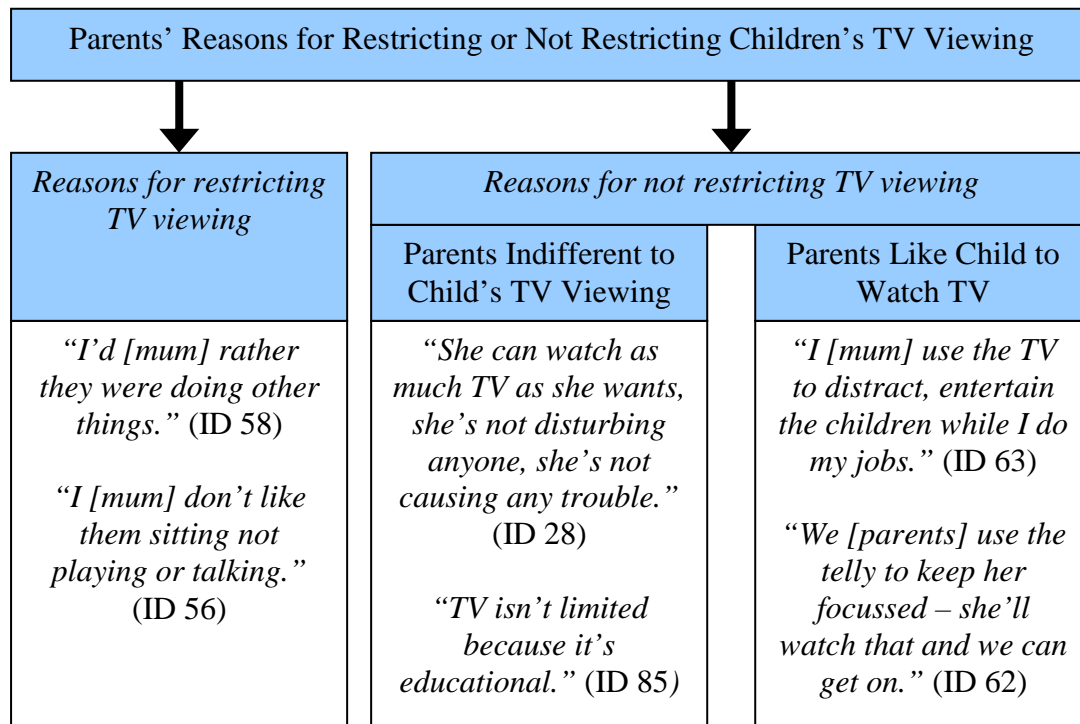 Parents’ Reasons for Restricting or Not Restricting Children’s TV Viewing
Reasons for restricting
TV viewing
“I’d [mum] rather
they were doing other
things.” (ID 58)
“I [mum] don’t like
them sitting not
playing or talking.”
(ID 56)
Reasons for not restricting TV viewing
Parents Indifferent to
Child’s TV Viewing
“She can watch as
much TV as she wants,
she’s not disturbing
anyone, she’s not
causing any trouble.”
(ID 28)
“TV isn’t limited
because it’s
educational.” (ID 85)
Parents Like Child to
Watch TV
“I [mum] use the TV
to distract, entertain
the children while I do
my jobs.” (ID 63)
“We [parents] use the
telly to keep her
focussed – she’ll
watch that and we can
get on.” (ID 62)